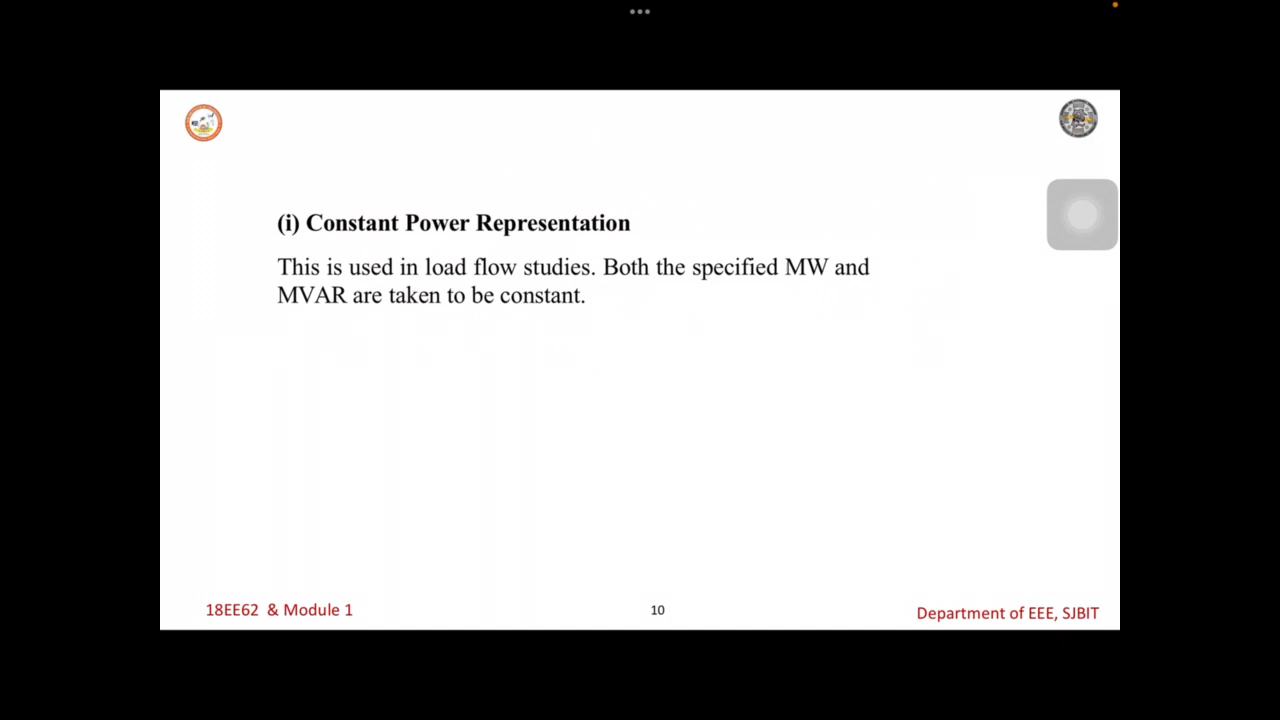 (i) Constant Power Representation
This is used in load flow studies. Both the specified MW and
MVAR are taken to be constant.
18EE62 & Module 1
10
Department of EEE, SJBIT